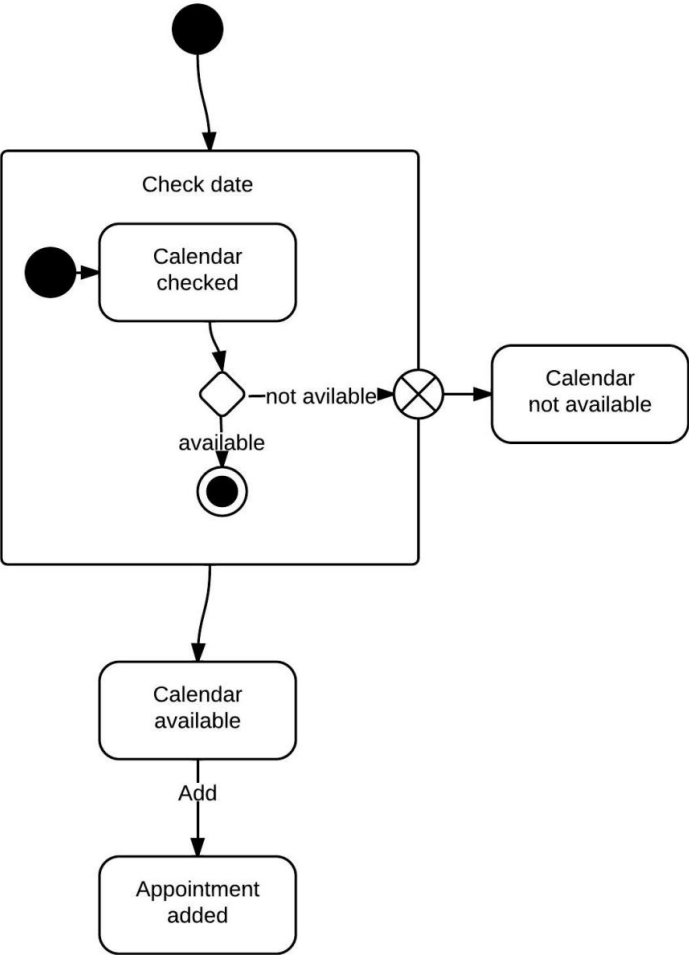 Check date
Calendar
checked
not avilable
Calendar
not available
available
Calendar
available
Add
Appointment
added